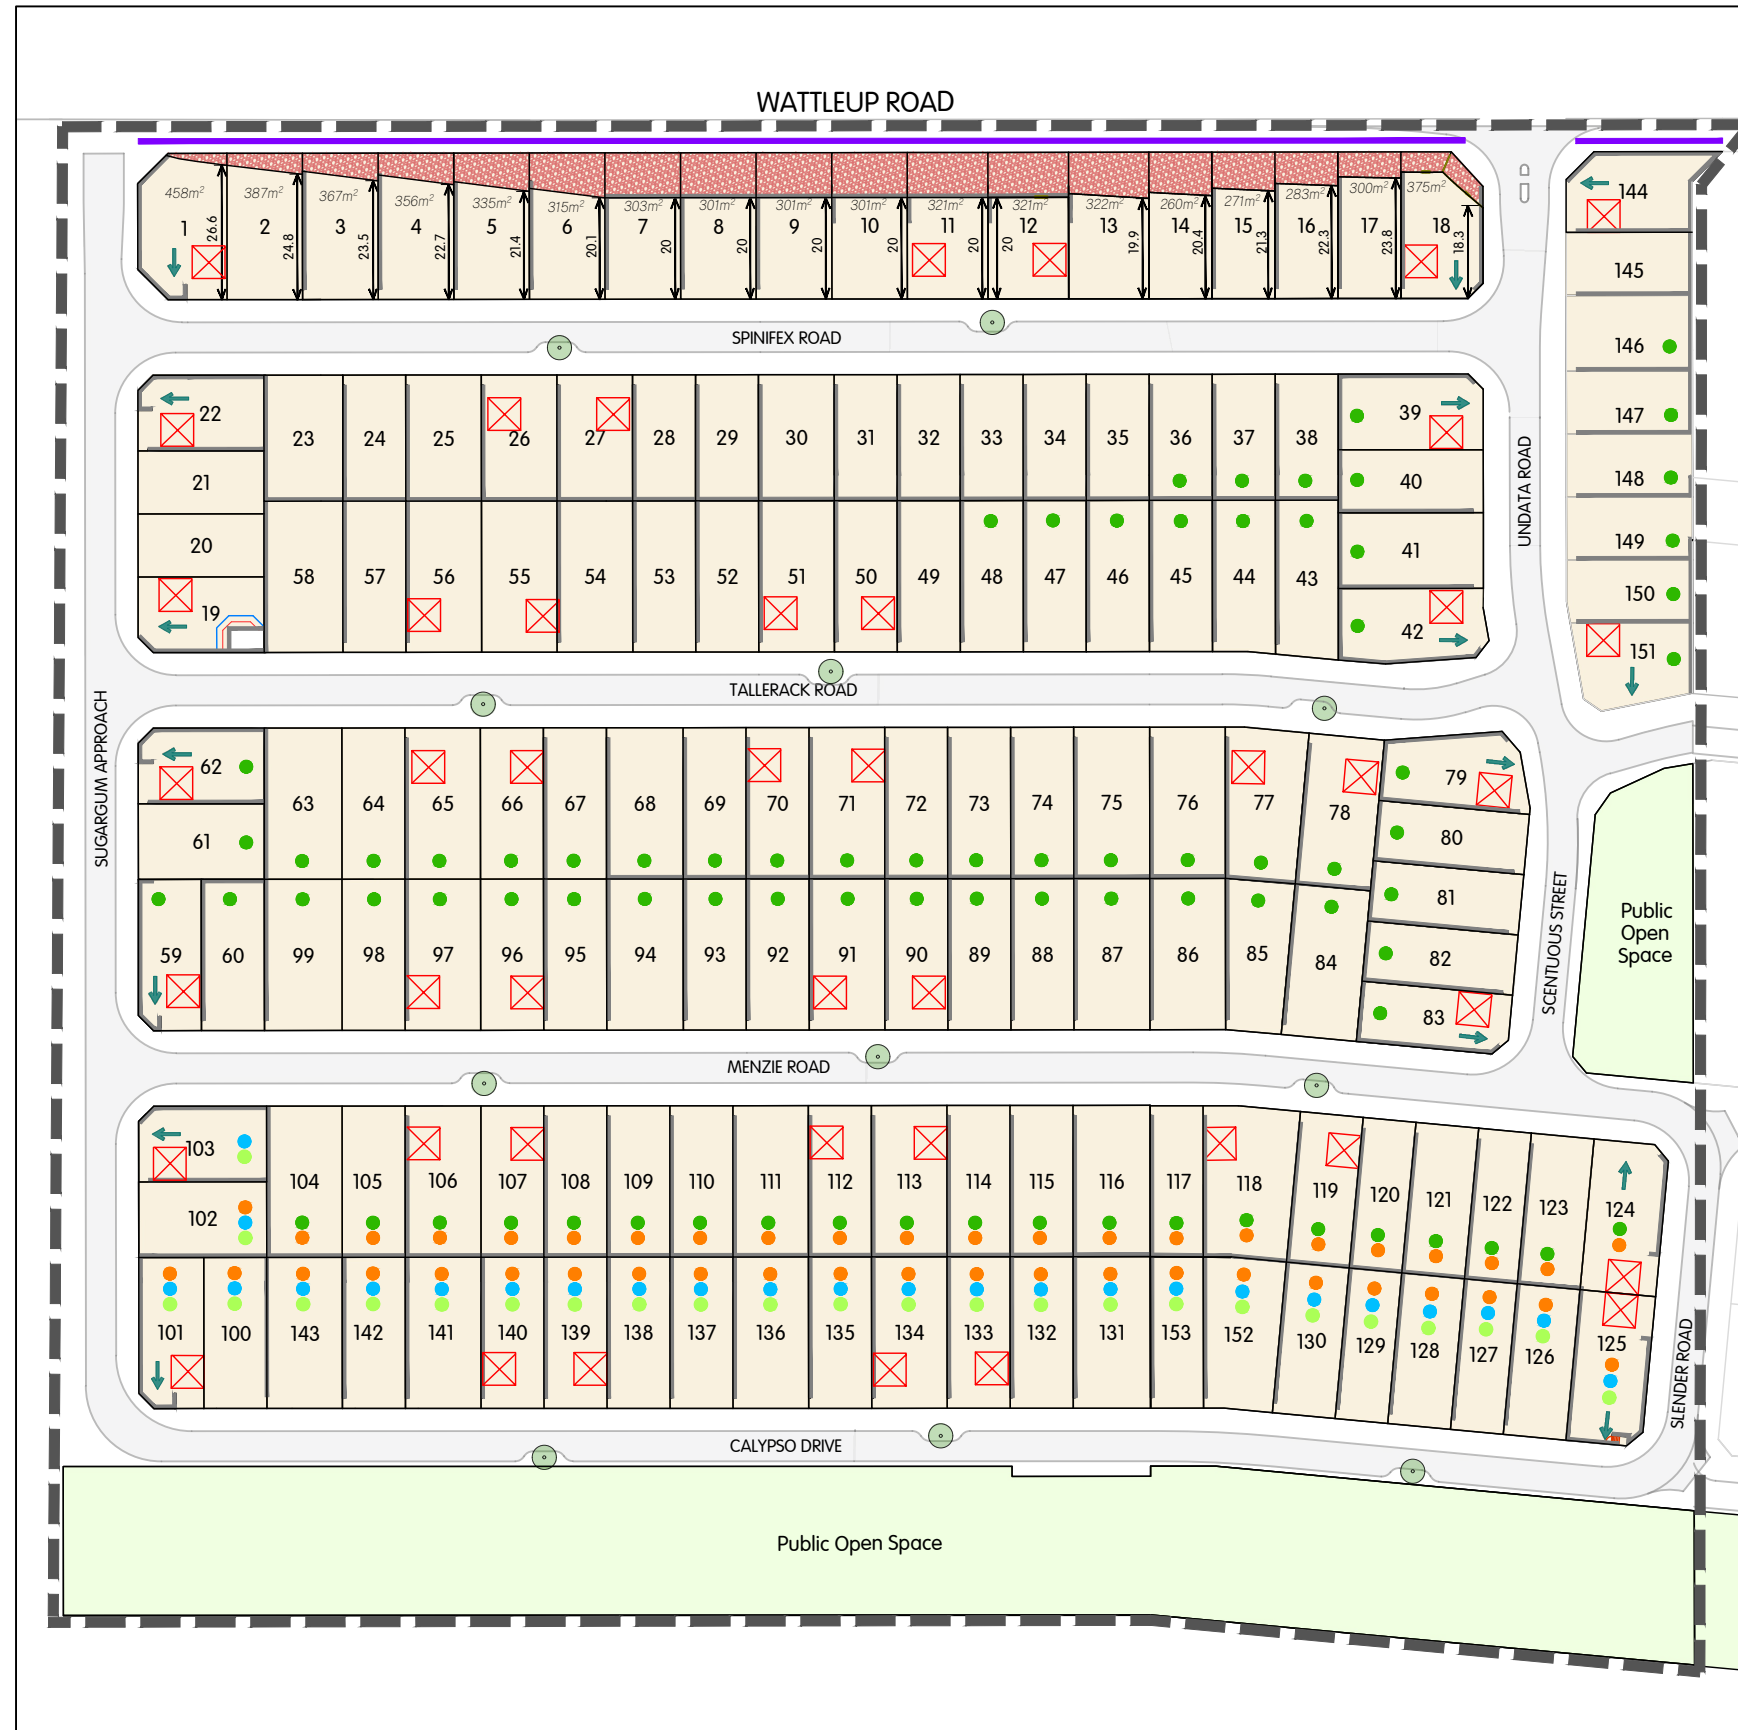 WATTLEUP ROAD
458m² 387m² 367m² 356m² 335m² 315m² 303m² 301m² 301m² 301m² 321m² 321m² 322m² 260m² 271m² 283m² 300m² 375m²
1 2 3 4 5 6 7 8 9 10 11 12 13 14 15 16 17 18
26.6 24.8 23.5 22.7 21.4 20.1 20 20 20 20 20 20 19.9 20.4 21.3 22.3 23.8 18.3
144
145
146
147
148
149
150
151
SPINIFEX ROAD
UNDATA ROAD
22 23 24 25 26 27 28 29 30 31 32 33 34 35 36 37 38 39
21 40
20 41
19 58 57 56 55 54 53 52 51 50 49 48 47 46 45 44 43 42
TALLERACK ROAD
SUGARGUM APPROACH
62 63 64 65 66 67 68 69 70 71 72 73 74 75 76 77 78 79
61 80
81
59 60 99 98 97 96 95 94 93 92 91 90 89 88 87 86 85 84 82
83
SCENTUOUS STREET
Public
Open
Space
MENZIE ROAD
103 104 105 106 107 108 109 110 111 112 113 114 115 116 117 118 119 120 121 122 123 124
102
101 100 143 142 141 140 139 138 137 136 135 134 133 132 131 153 152 130 129 128 127 126 125
SLENDER ROAD
CALYPSO DRIVE
Public Open Space